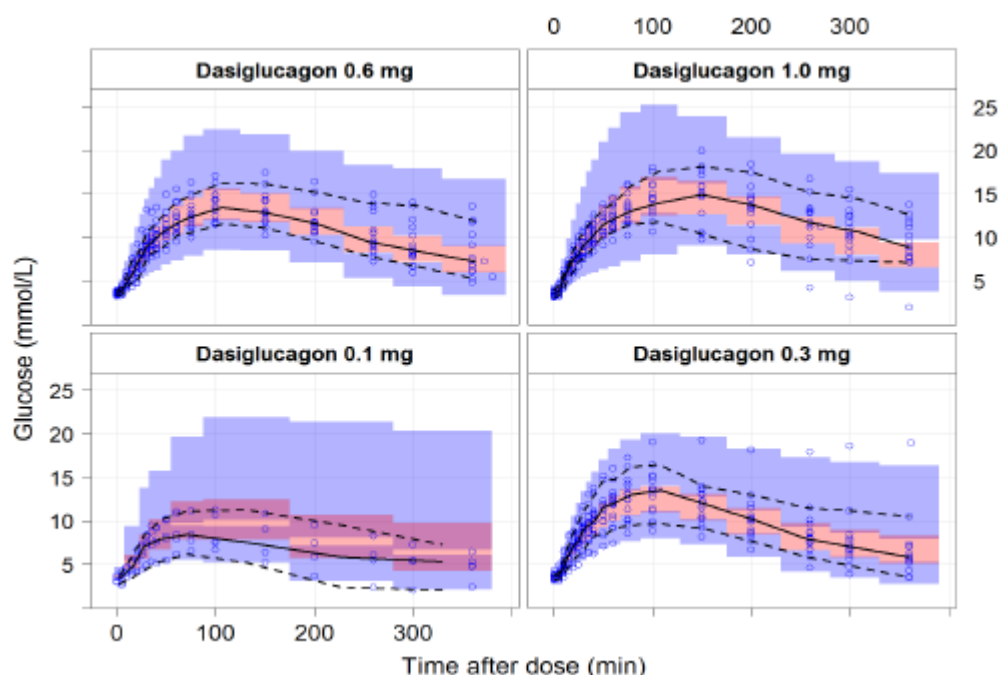 0 100 200 300
Dasiglucagon 0.6 mg
Dasiglucagon 1.0 mg
25
20
15
10
5
Dasiglucagon 0.1 mg
Dasiglucagon 0.3 mg
25
20
15
10
5
Glucose (mmol/L)
0 100 200 300
Time after dose (min)